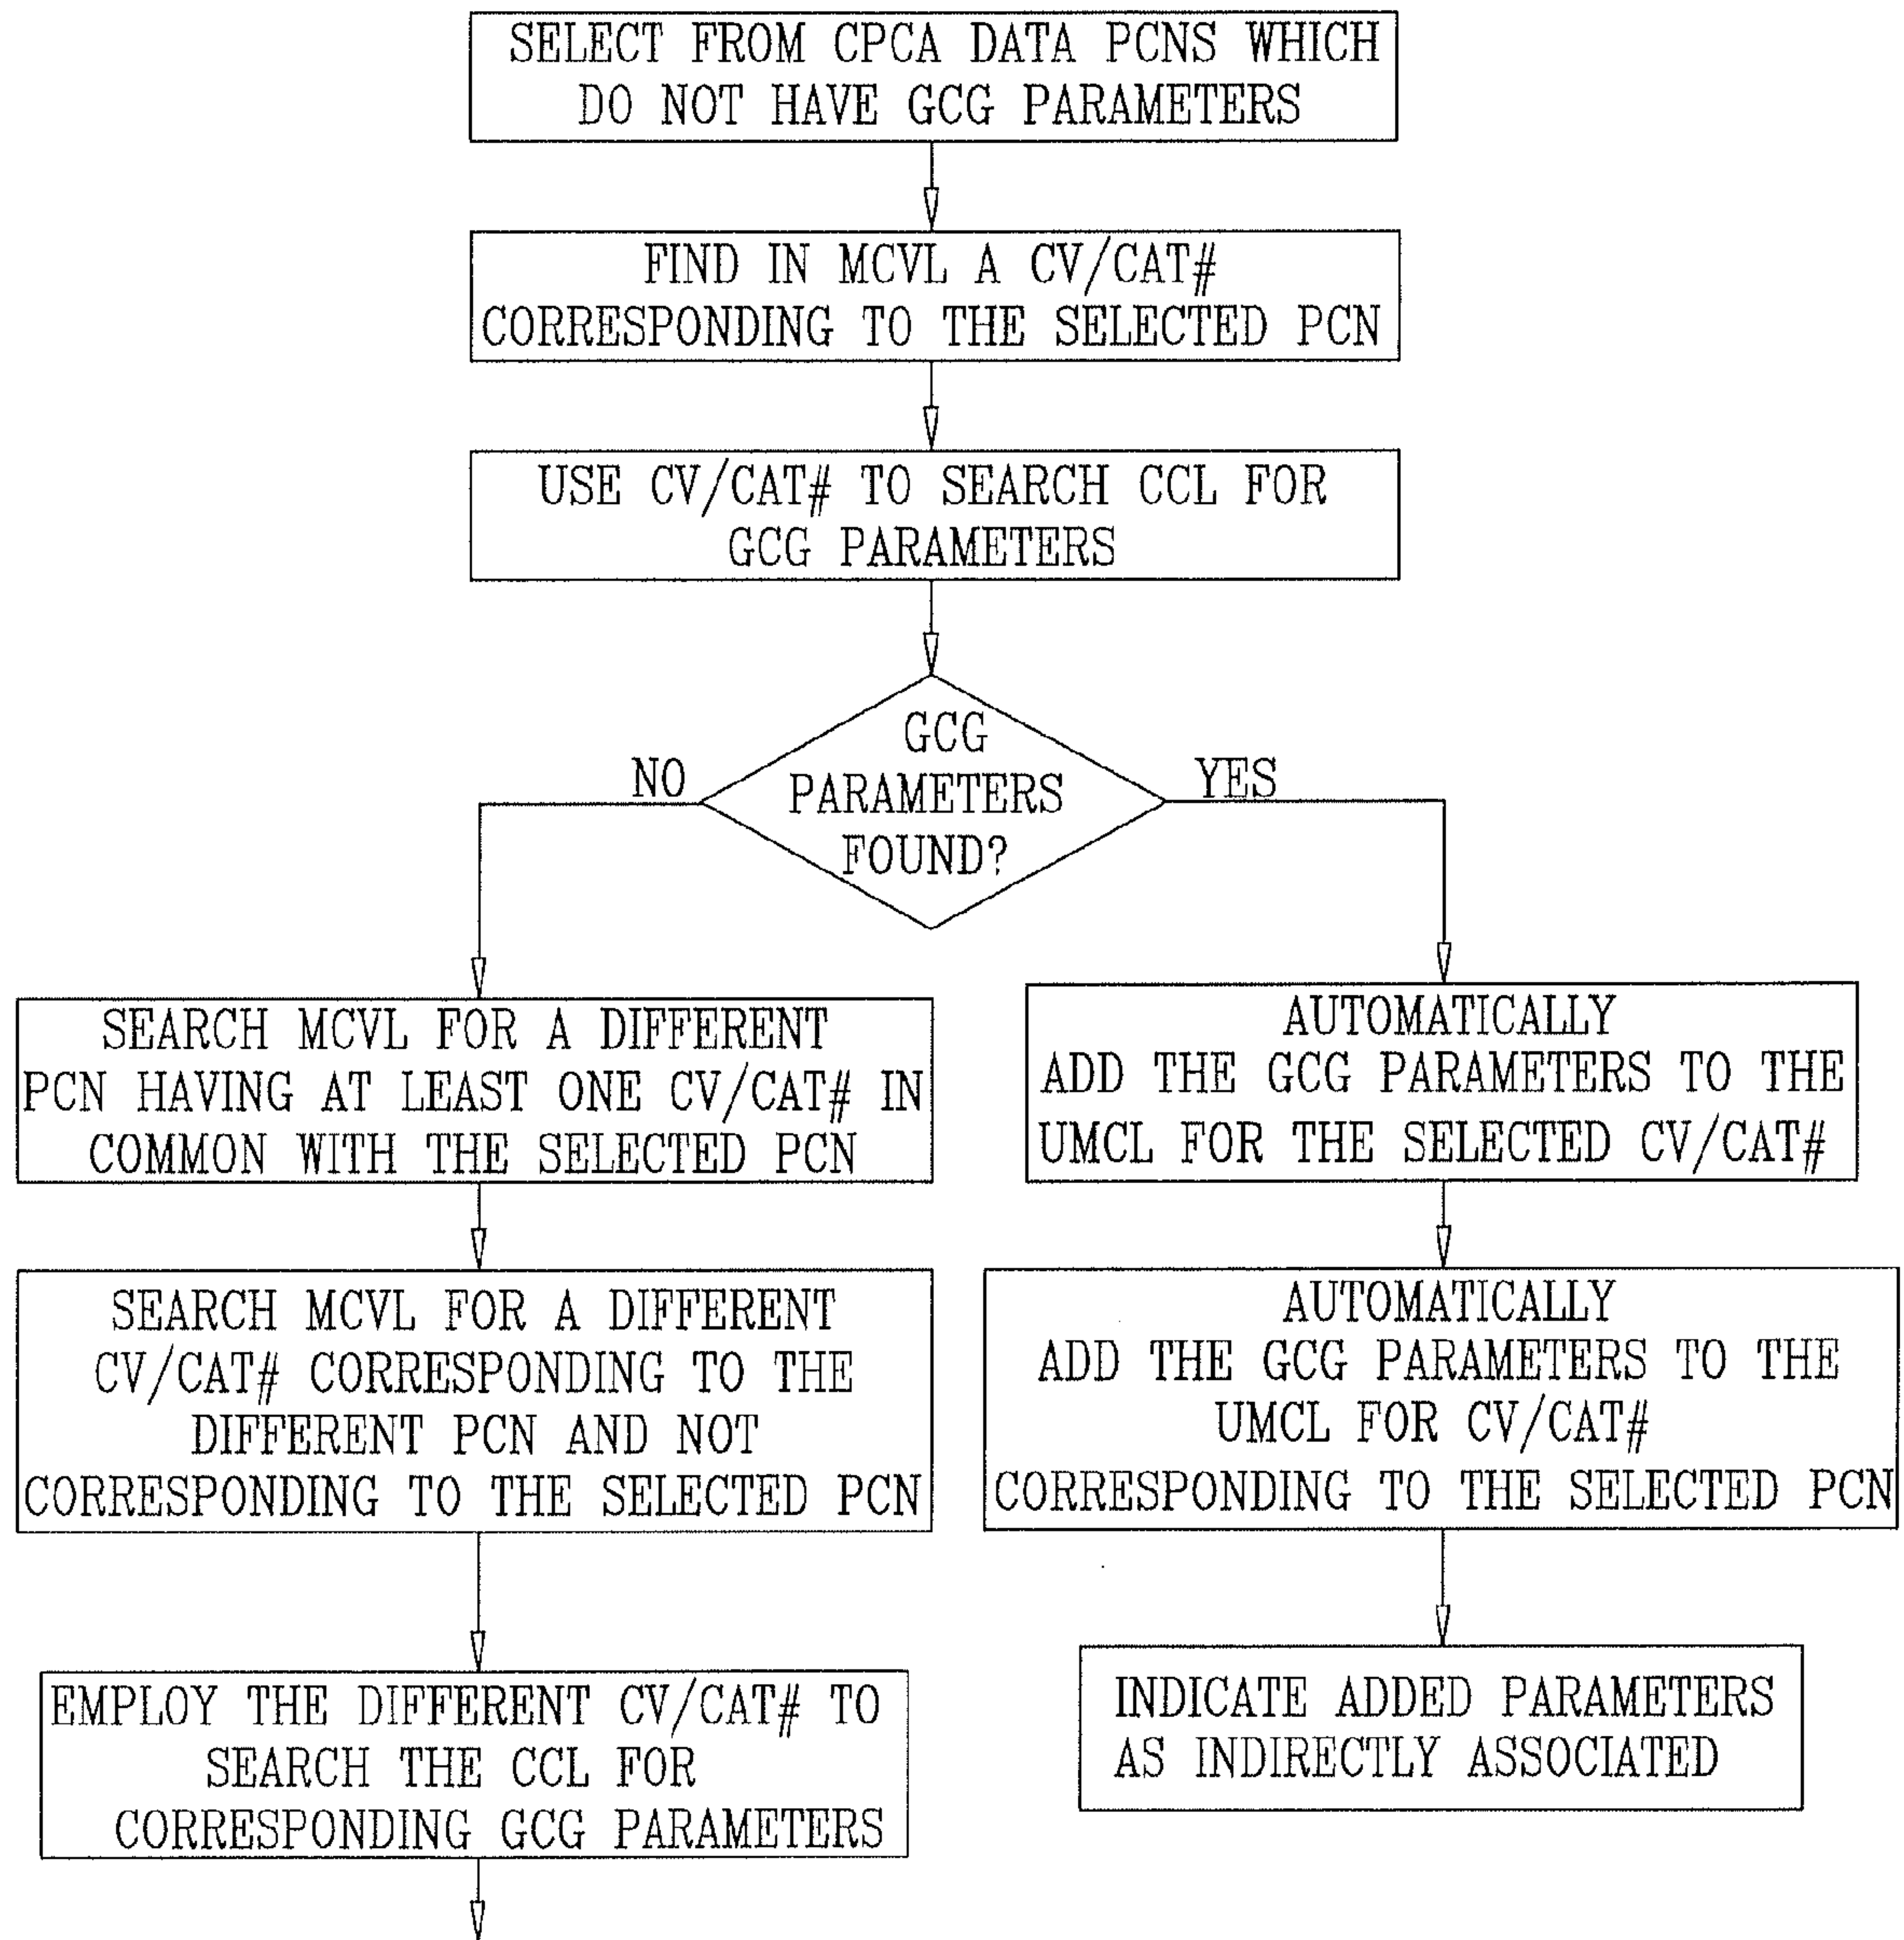 SELECT FROM CPCA DATA PCNS WHICH
DO NOT HAVE GCG PARAMETERS
FIND IN MCVL A CV/CAT#
CORRESPONDING TO THE SELECTED PCN
USE CV/CAT# TO SEARCH CCL FOR
GCG PARAMETERS
GCG
PARAMETERS
FOUND?
NO
YES
SEARCH MCVL FOR A DIFFERENT
PCN HAVING AT LEAST ONE CV/CAT# IN
COMMON WITH THE SELECTED PCN
SEARCH MCVL FOR A DIFFERENT
CV/CAT# CORRESPONDING TO THE
DIFFERENT PCN AND NOT
CORRESPONDING TO THE SELECTED PCN
EMPLOY THE DIFFERENT CV/CAT# TO
SEARCH THE CCL FOR
CORRESPONDING GCG PARAMETERS
AUTOMATICALLY
ADD THE GCG PARAMETERS TO THE
UMCL FOR THE SELECTED CV/CAT#
AUTOMATICALLY
ADD THE GCG PARAMETERS TO THE
UMCL FOR CV/CAT#
CORRESPONDING TO THE SELECTED PCN
INDICATE ADDED PARAMETERS
AS INDIRECTLY ASSOCIATED